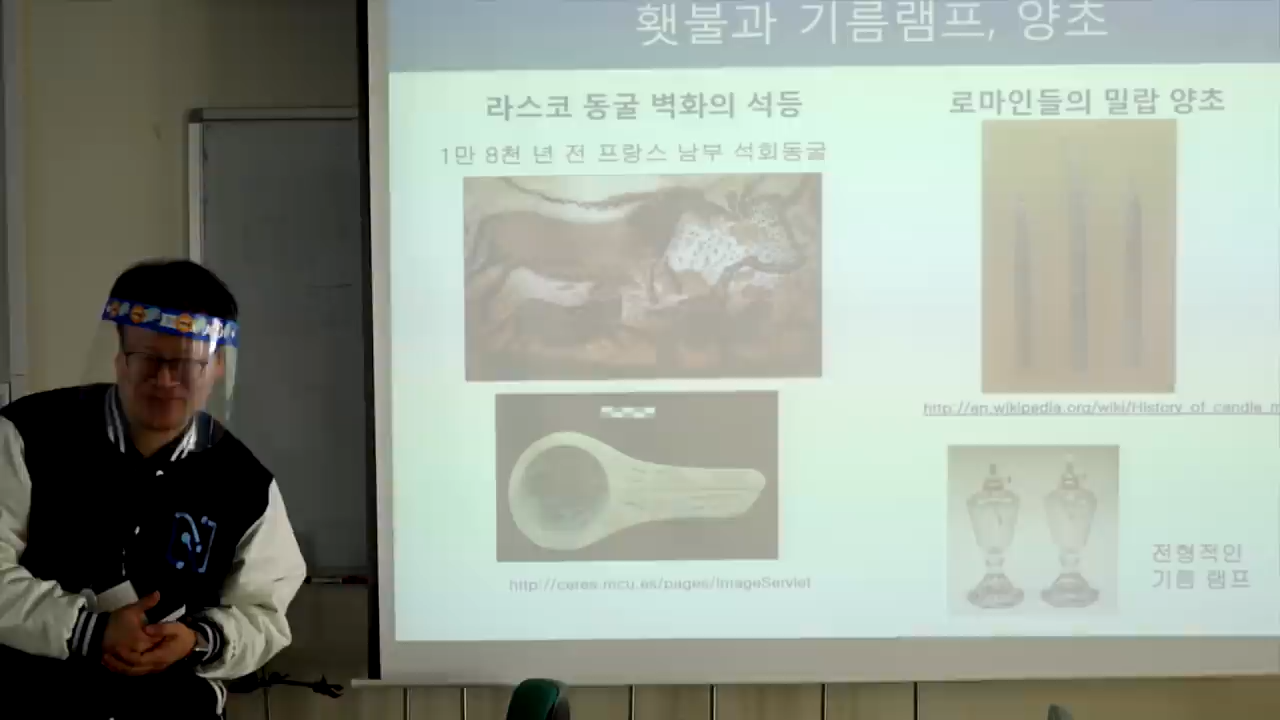 횃불과 기름램프, 양초
라스코 동굴 벽화의 석등
1만 8천 년 전 프랑스 남부 석회동굴
http://ceres.mcu.es/pages/ImageServlet
로마인들의 밀랍 양초
http://en.wikipedia.org/wiki/History_of_candle_m
전형적인
기름 램프